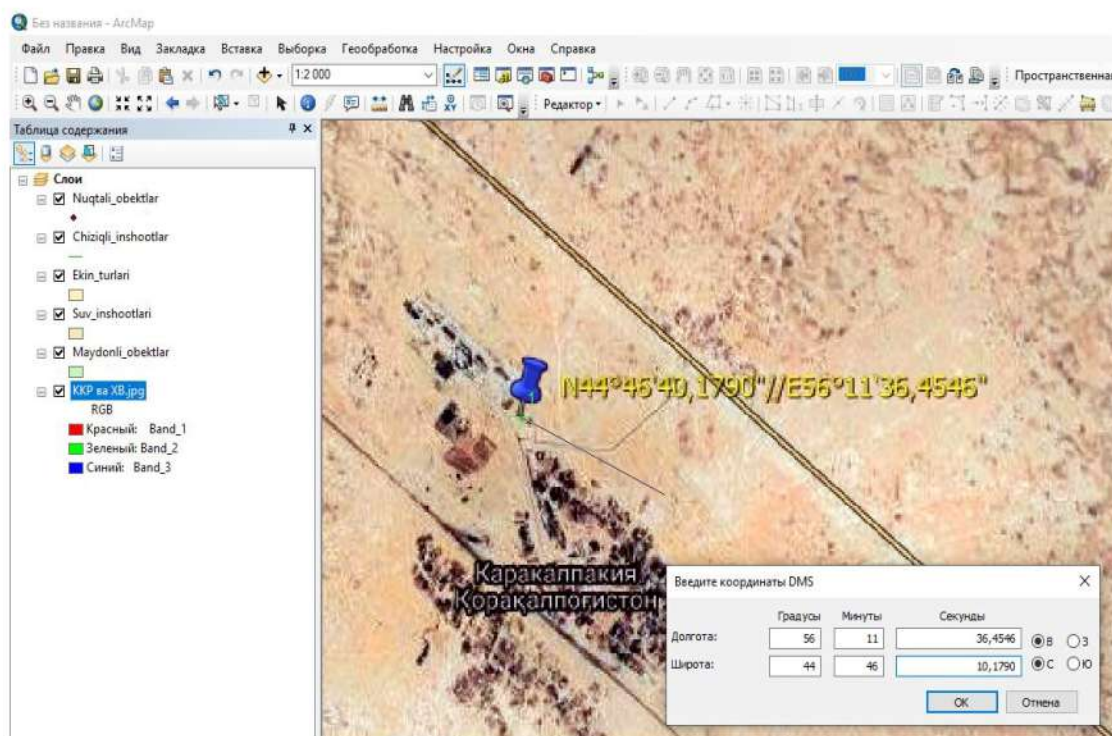 Без названия - ArcMap
Файл Правка Вид Закладка Вставка Выборка Геообработка Настройка Окна Справка
1:2 000
Пространственная
Редактор
Таблица содержания
Слои
Nuqtali_obektlar
Chiziqli_inshootlar
Ekin_turlari
Suv_inshootlari
Maydonli_obektlar
ККР ва ХВ.jpg
RGB
Красный: Band_1
Зеленый: Band_2
Синий: Band_3
N44°46'40,1790"//E56°11'36,4546"
Каракалпакия
Қорақалпоғистон
Введите координаты DMS
Градусы Минуты Секунды
Долгота: 56 11 36,4546 В З
Широта: 44 46 10,1790 С Ю
OK Отмена